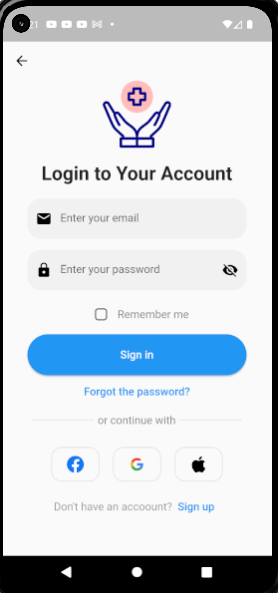 Login to Your Account
Enter your email
Enter your password
Remember me
Sign in
Forgot the password?
or continue with
Don't have an accoount? Sign up